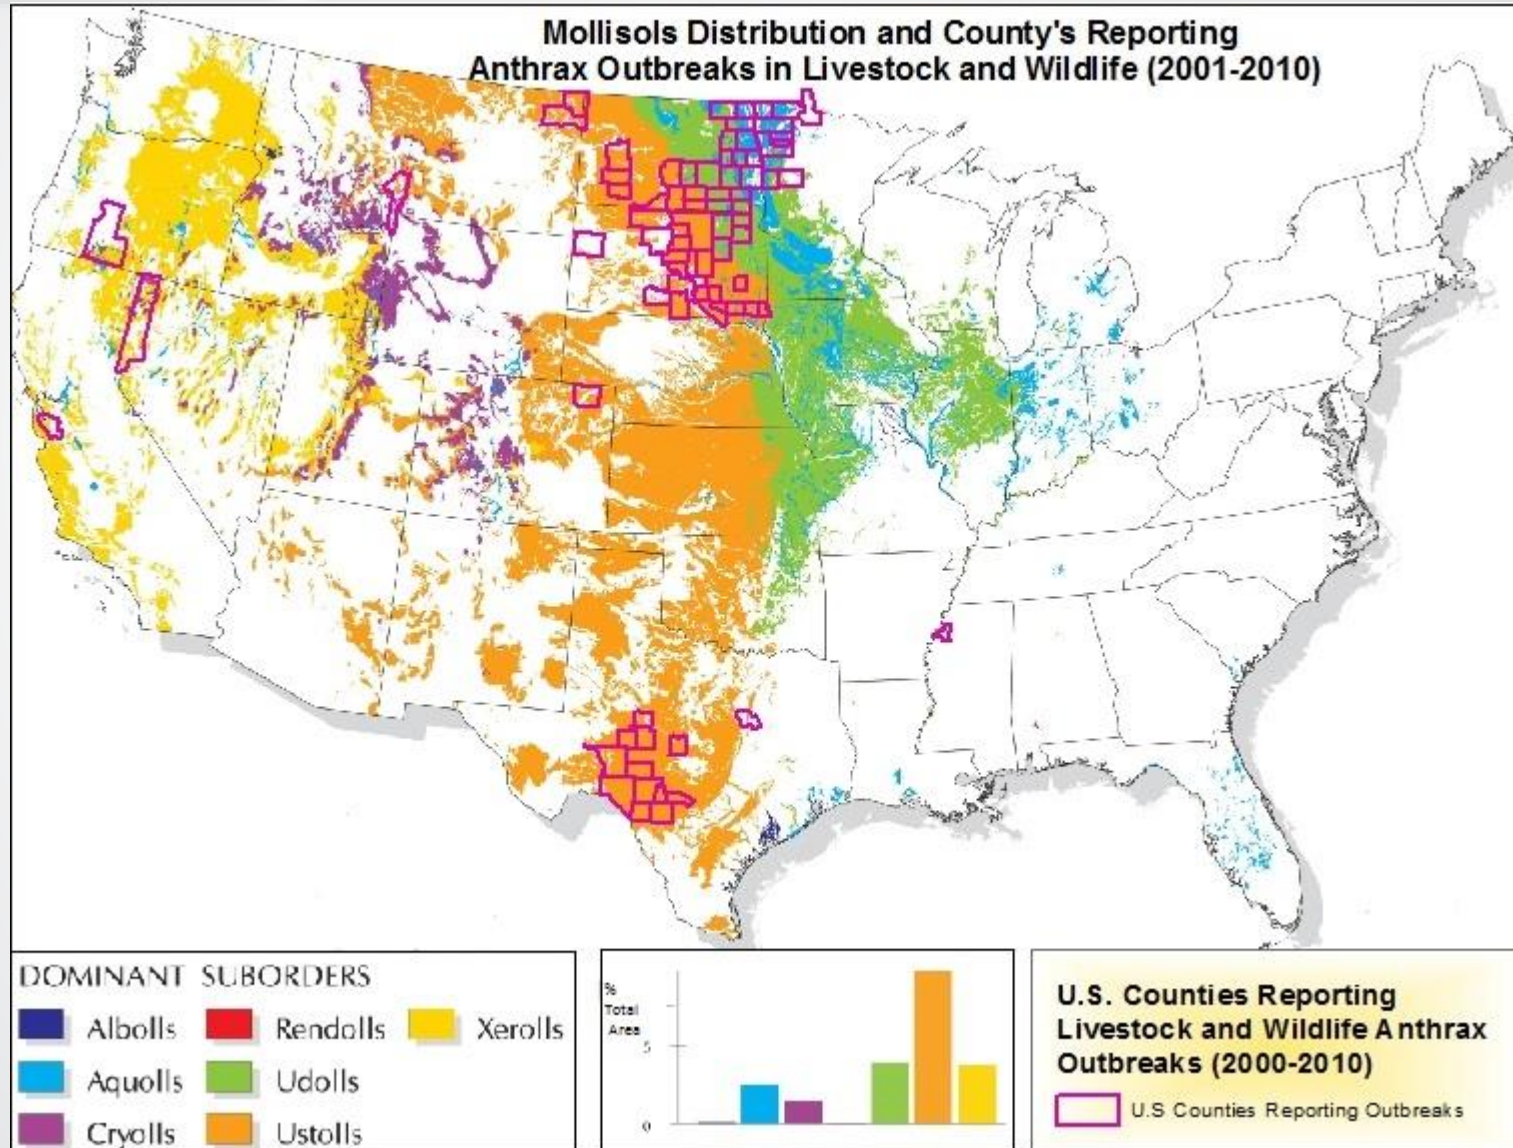 Mollisols Distribution and County's Reporting
Anthrax Outbreaks in Livestock and Wildlife (2001-2010)
DOMINANT SUBORDERS
Albolls
Rendolls
Xerolls
Aquolls
Udolls
Cryolls
Ustolls
%
Total
Area
5
0
U.S. Counties Reporting
Livestock and Wildlife Anthrax
Outbreaks (2000-2010)
U.S Counties Reporting Outbreaks